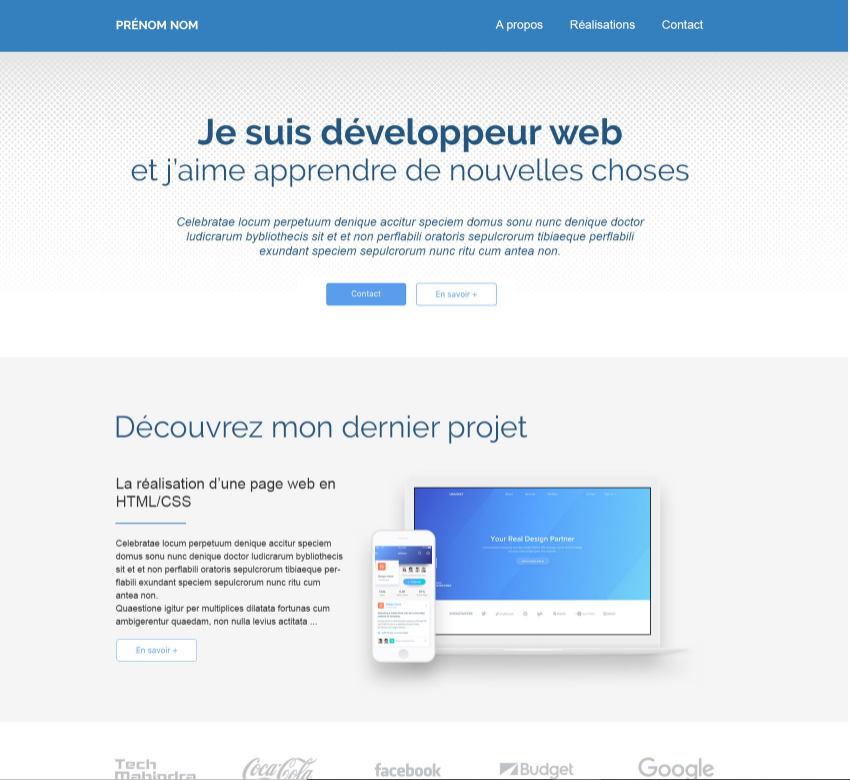 PRÉNOM NOM
A propos Réalisations Contact
Je suis développeur web
et j'aime apprendre de nouvelles choses
Celebratae locum perpetuum denique accitur speciem domus sonu nunc denique doctor
ludicrarum bybliothecis sit et et non perflabili oratoris sepulcrorum tibiaeque perflabili
exundant speciem sepulcrorum nunc ritu cum antea non.
Contact En savoir +
Découvrez mon dernier projet
La réalisation d'une page web en
HTML/CSS
Celebratae locum perpetuum denique accitur speciem
domus sonu nunc denique doctor ludicrarum bybliothecis
sit et et non perflabili oratoris sepulcrorum tibiaeque per-
flabili exundant speciem sepulcrorum nunc ritu cum
antea non.
Quaestione igitur per multiplices dilatata fortunas cum
ambigerentur quaedam, non nulla levius actitata ...
En savoir +
Your Real Design Partner
Tech
Mahindra
Coca-Cola
facebook
Budget
Google